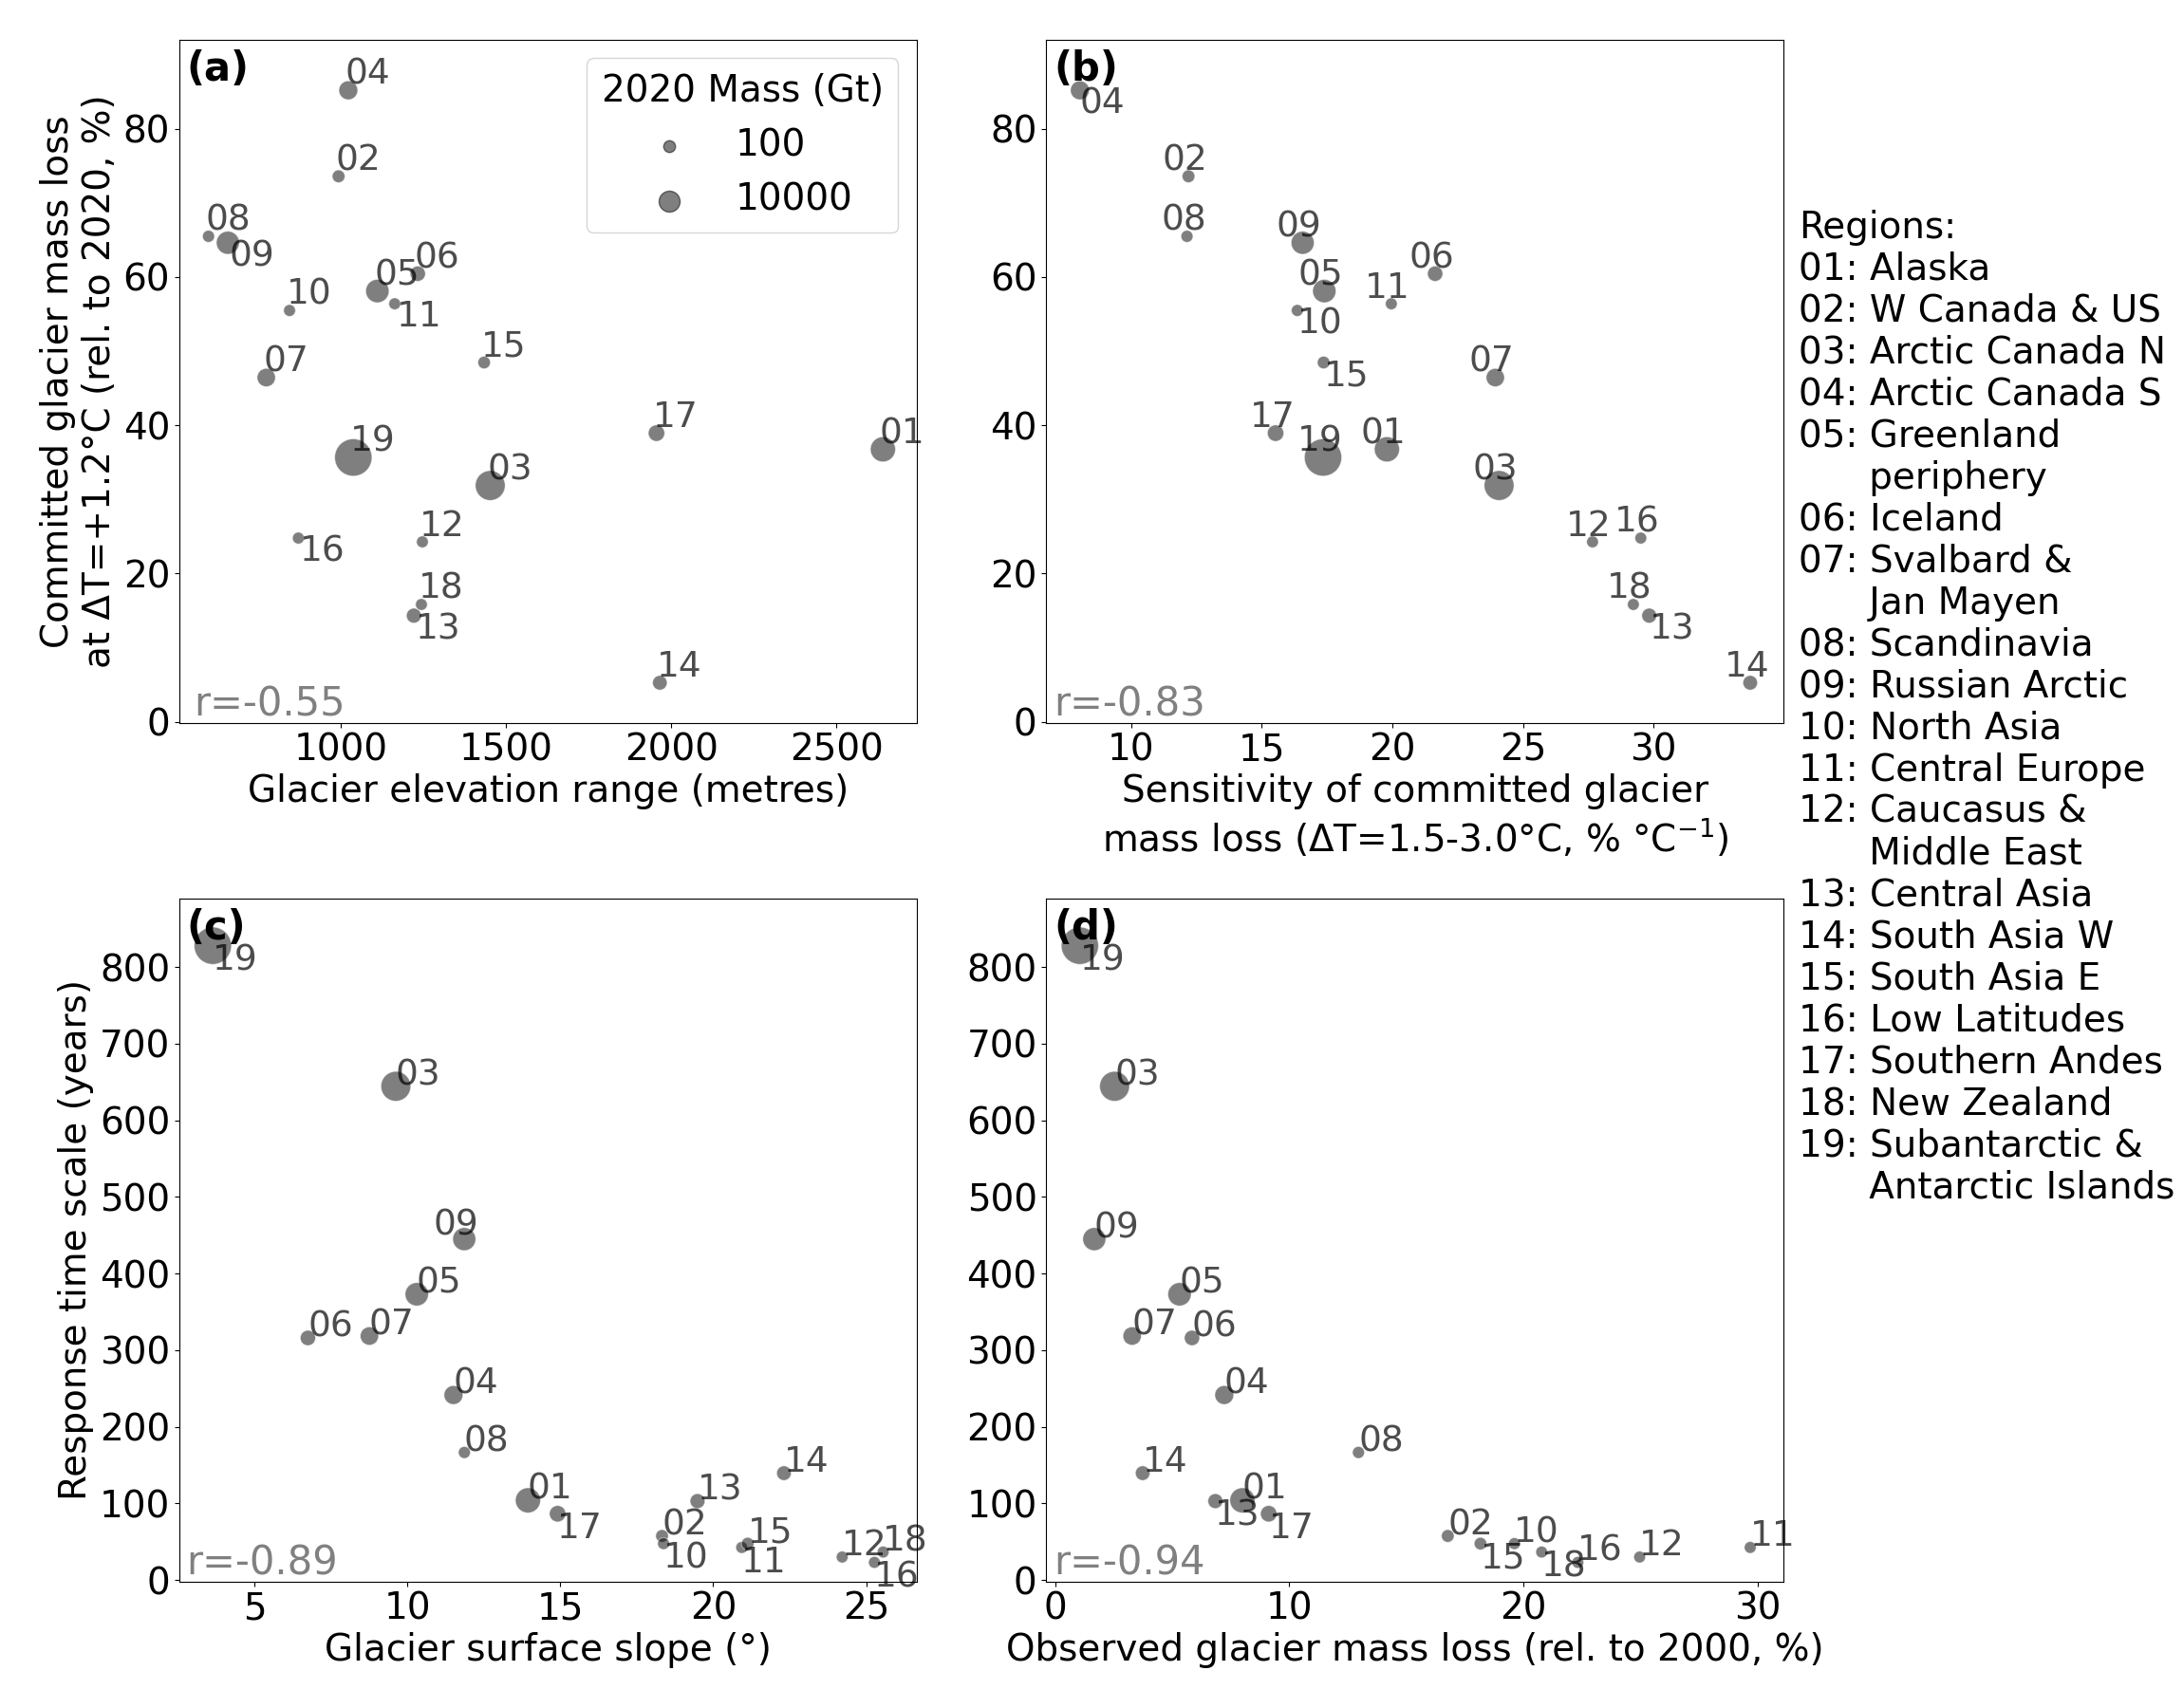 (a)
04
02
08
09
10
05
06
11
07
15
19
17
01
03
16
12
18
13
14
2020 Mass (Gt)
100
10000
r=-0.55
80
60
40
20
0
1000 1500 2000 2500
Committed glacier mass loss
at ΔT=+1.2°C (rel. to 2020, %)
Glacier elevation range (metres)
(b)
04
02
08
09
06
05
11
10
07
15
17
19
01
03
12
16
18
13
14
r=-0.83
80
60
40
20
0
10 15 20 25 30
Sensitivity of committed glacier
mass loss (ΔT=1.5-3.0°C, % °C⁻¹)
(c)
19
03
09
05
06
07
04
08
01
17
14
13
02
10
15
11
12
18
16
r=-0.89
800
700
600
500
400
300
200
100
0
5 10 15 20 25
Response time scale (years)
Glacier surface slope (°)
(d)
19
03
09
05
07
06
04
08
14
01
13
17
02
15
10
18
16
12
11
r=-0.94
800
700
600
500
400
300
200
100
0
0 10 20 30
Observed glacier mass loss (rel. to 2000, %)
Regions:
01: Alaska
02: W Canada & US
03: Arctic Canada N
04: Arctic Canada S
05: Greenland
periphery
06: Iceland
07: Svalbard &
Jan Mayen
08: Scandinavia
09: Russian Arctic
10: North Asia
11: Central Europe
12: Caucasus &
Middle East
13: Central Asia
14: South Asia W
15: South Asia E
16: Low Latitudes
17: Southern Andes
18: New Zealand
19: Subantarctic &
Antarctic Islands